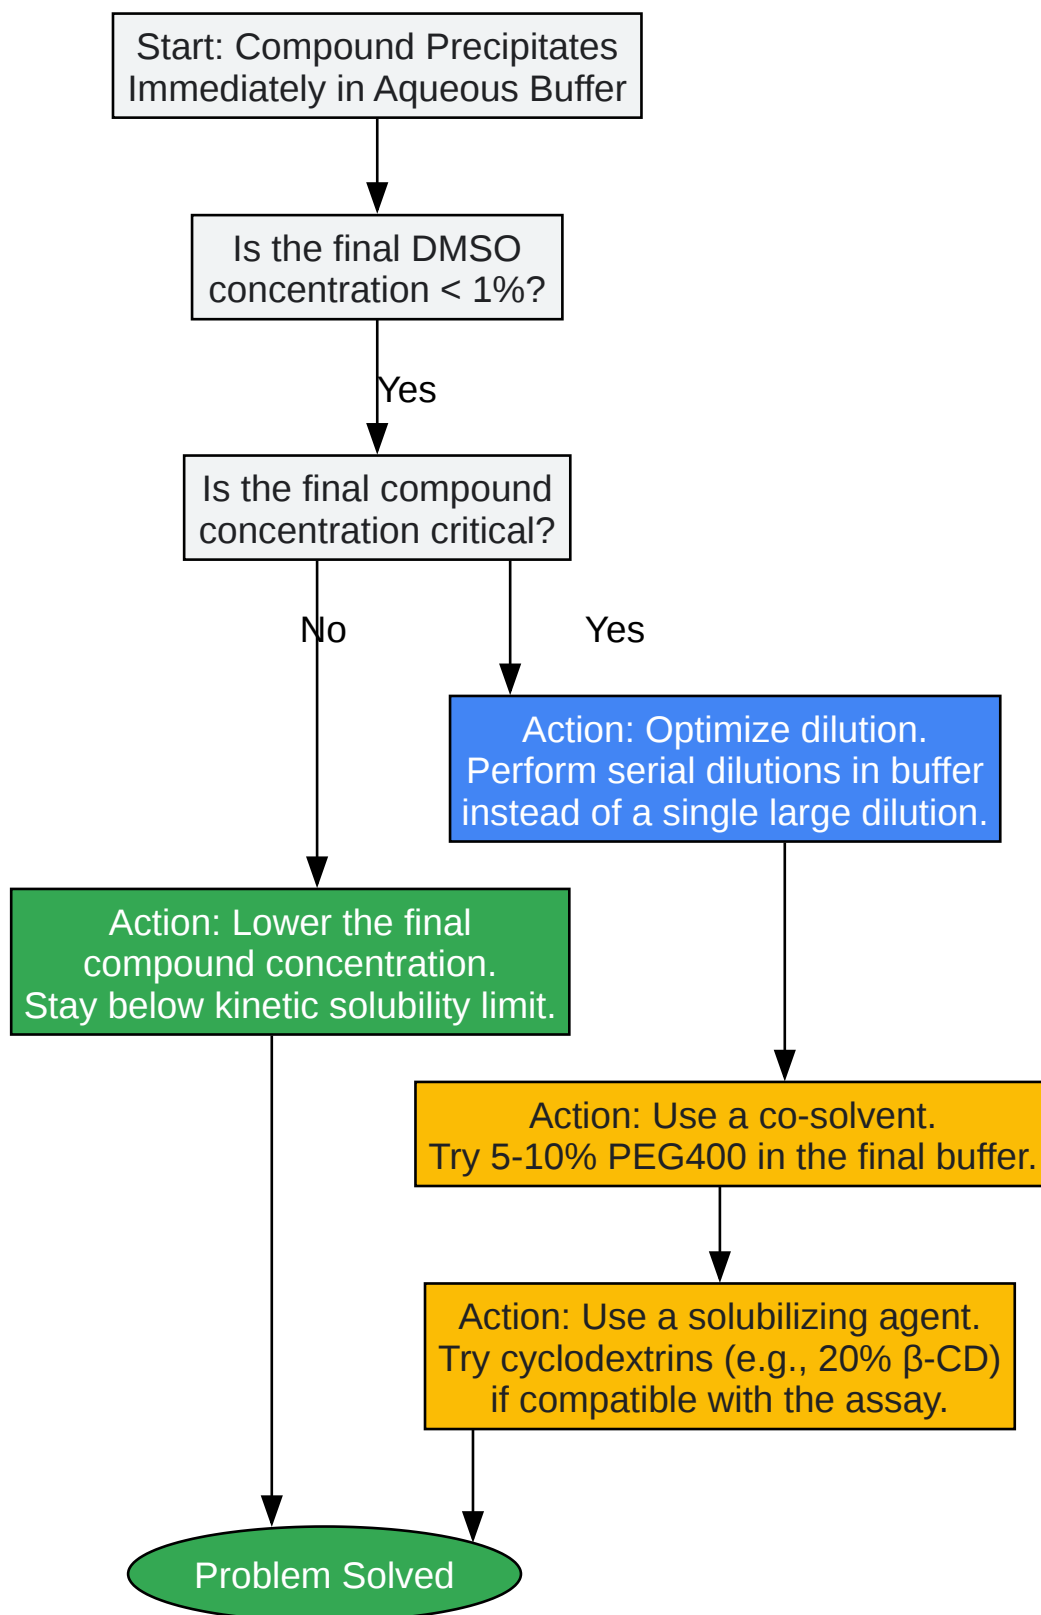 Start: Compound Precipitates
Immediately in Aqueous Buffer
Is the final DMSO
concentration < 1%?
Yes
Is the final compound
concentration critical?
No
Yes
Action: Optimize dilution.
Perform serial dilutions in buffer
instead of a single large dilution.
Action: Lower the final
compound concentration.
Stay below kinetic solubility limit.
Action: Use a co-solvent.
Try 5-10% PEG400 in the final buffer.
Action: Use a solubilizing agent.
Try cyclodextrins (e.g., 20% β-CD)
if compatible with the assay.
Problem Solved